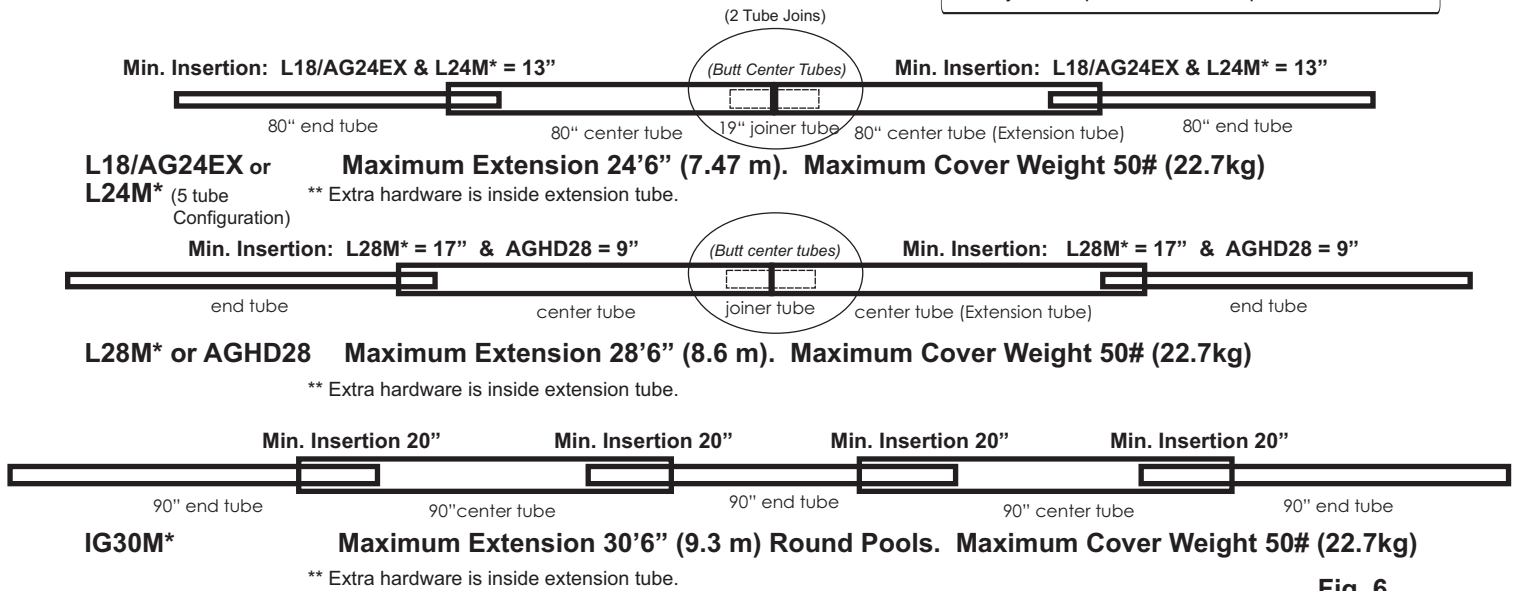 (2 Tube Joins)
Min. Insertion:  L18/AG24EX & L24M* = 13”
(Butt Center Tubes)
Min. Insertion:  L18/AG24EX & L24M* = 13”
80“ end tube
80“ center tube
19“ joiner tube
80“ center tube (Extension tube)
80“ end tube
L18/AG24EX or
L24M* (5 tube
Configuration)
Maximum Extension 24’6” (7.47 m).  Maximum Cover Weight 50# (22.7kg)
** Extra hardware is inside extension tube.
Min. Insertion:  L28M* = 17”  &  AGHD28 = 9”
(Butt center tubes)
Min. Insertion:   L28M* = 17”  &  AGHD28 = 9”
end tube
center tube
joiner tube
center tube (Extension tube)
end tube
L28M* or AGHD28    Maximum Extension 28’6” (8.6 m).  Maximum Cover Weight 50# (22.7kg)
** Extra hardware is inside extension tube.
Min. Insertion 20”
Min. Insertion 20”
Min. Insertion 20”
Min. Insertion 20”
90” end tube
90”center tube
90” end tube
90” center tube
90” end tube
IG30M*    Maximum Extension 30’6” (9.3 m) Round Pools.  Maximum Cover Weight 50# (22.7kg)
** Extra hardware is inside extension tube.
Fig. 6